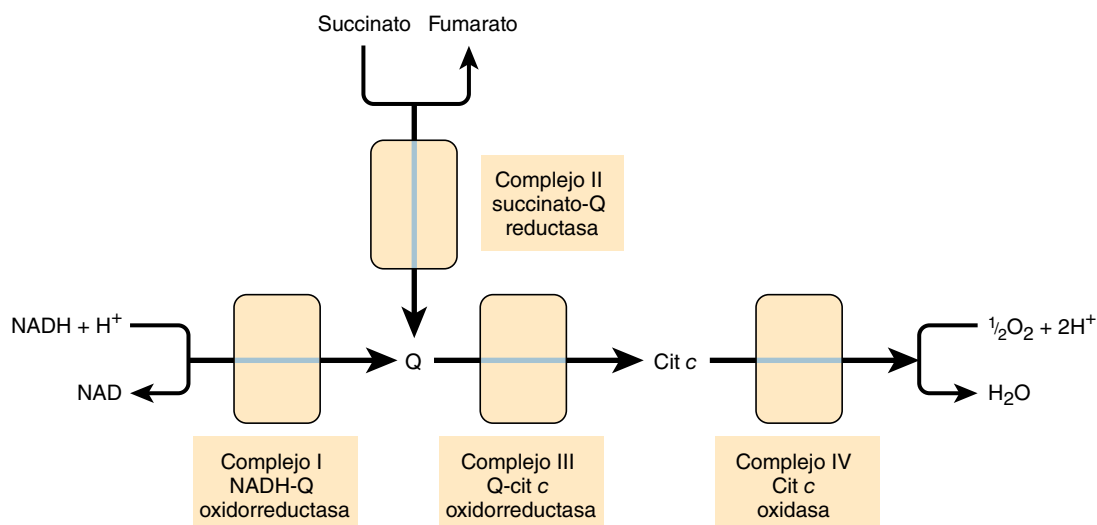 Succinato Fumarato
Complejo II
succinato-Q
reductasa
NADH + H⁺
NAD
Q
Cit c
½O₂ + 2H⁺
H₂O
Complejo I
NADH-Q
oxidorreductasa
Complejo III
Q-cit c
oxidorreductasa
Complejo IV
Cit c
oxidasa